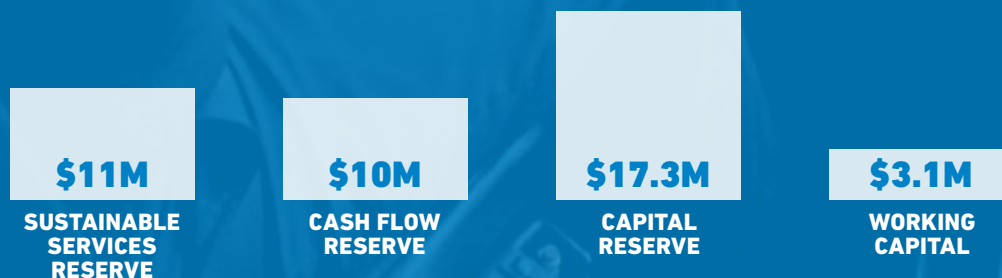 $11M
SUSTAINABLE
SERVICES
RESERVE
$10M
CASH FLOW
RESERVE
$17.3M
CAPITAL
RESERVE
$3.1M
WORKING
CAPITAL